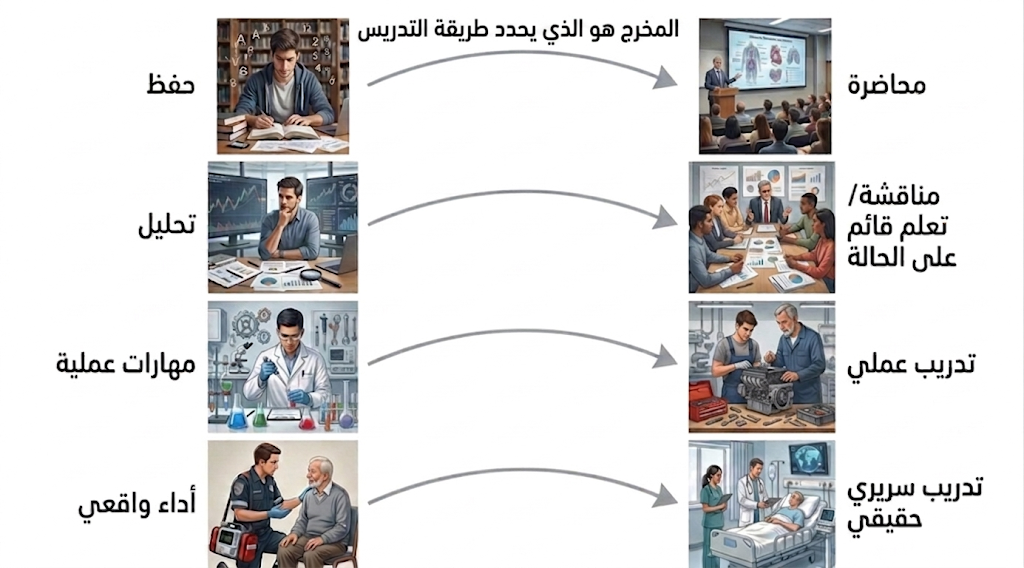 المخرج هو الذي يحدد طريقة التدريس
حفظ
محاضرة
تحليل
مناقشة/
تعلم قائم
على الحالة
مهارات عملية
تدريب عملي
أداء واقعي
تدريب سريري
حقيقي